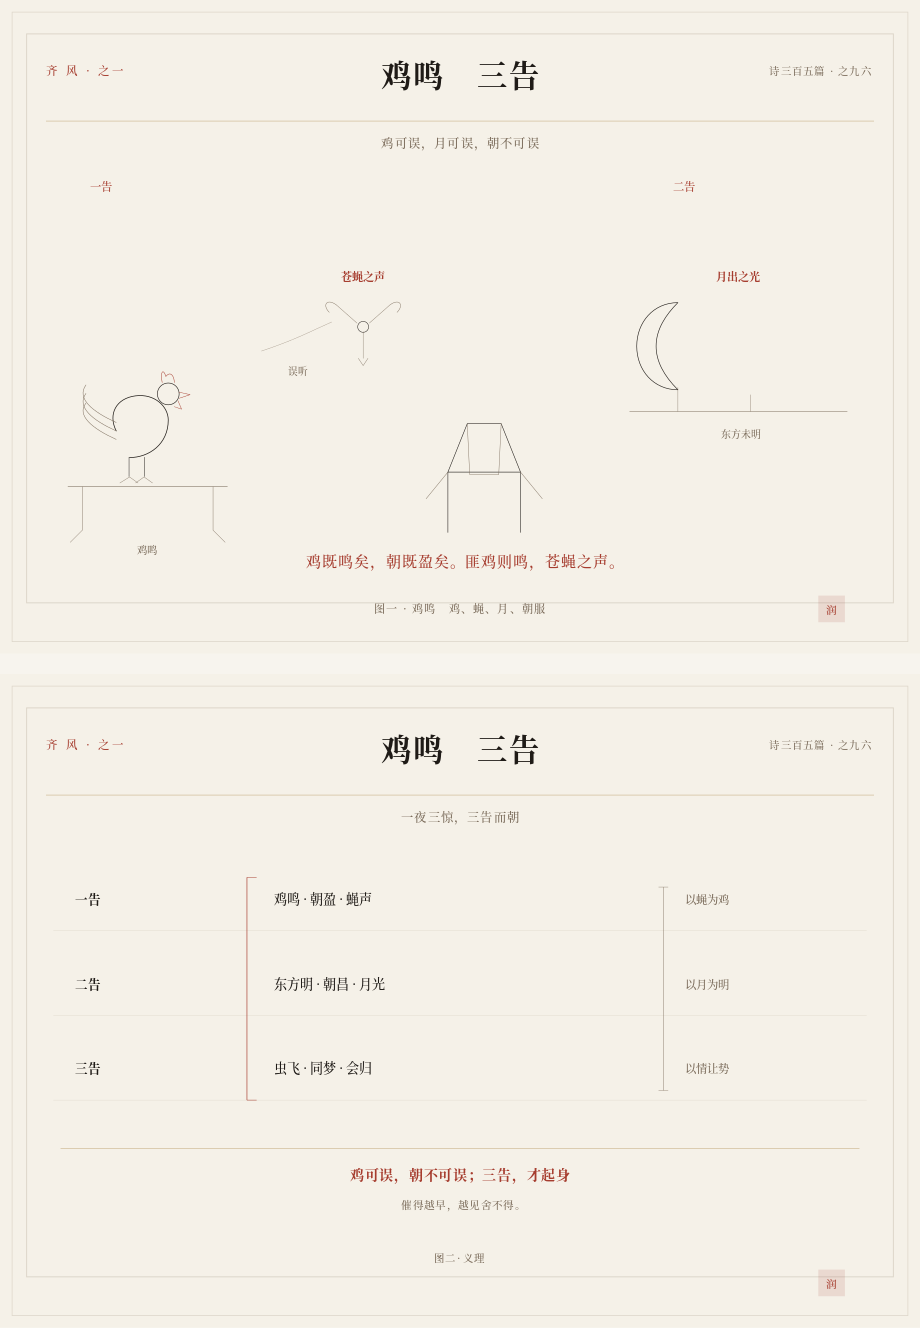 齐 风 · 之一
鸡鸣　三告
诗三百五篇 · 之九六
鸡可误，月可误，朝不可误
一告
二告
苍蝇之声
月出之光
误听
东方未明
鸡鸣
鸡既鸣矣，朝既盈矣。匪鸡则鸣，苍蝇之声。
图一 · 鸡鸣　鸡、蝇、月、朝服
润
齐 风 · 之一
鸡鸣　三告
诗三百五篇 · 之九六
一夜三惊，三告而朝
一告
鸡鸣 · 朝盈 · 蝇声
以蝇为鸡
二告
东方明 · 朝昌 · 月光
以月为明
三告
虫飞 · 同梦 · 会归
以情让势
鸡可误，朝不可误；三告，才起身
催得越早，越见舍不得。
图二 · 义理
润